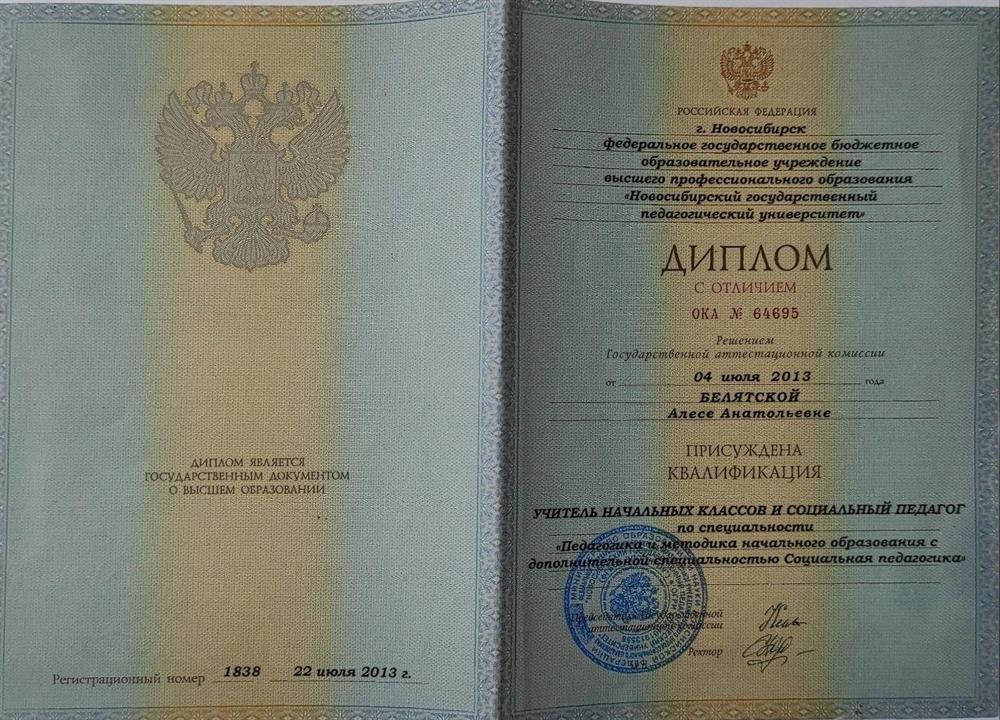 ДИПЛОМ ЯВЛЯЕТСЯ
ГОСУДАРСТВЕННЫМ ДОКУМЕНТОМ
О ВЫСШЕМ ОБРАЗОВАНИИ
Регистрационный номер 1838 22 июля 2013 г.
РОССИЙСКАЯ ФЕДЕРАЦИЯ
г. Новосибирск
федеральное государственное бюджетное
образовательное учреждение
высшего профессионального образования
«Новосибирский государственный
педагогический университет»
ДИПЛОМ
С ОТЛИЧИЕМ
ОКА № 64695
Решением
Государственной аттестационной комиссии
от 04 июля 2013 года
БЕЛЯТСКОЙ
Алесе Анатольевне
ПРИСУЖДЕНА
КВАЛИФИКАЦИЯ
УЧИТЕЛЬ НАЧАЛЬНЫХ КЛАССОВ И СОЦИАЛЬНЫЙ ПЕДАГОГ
по специальности
«Педагогика и методика начального образования с
дополнительной специальностью Социальная педагогика»
Председатель Государственной
аттестационной комиссии
Ректор